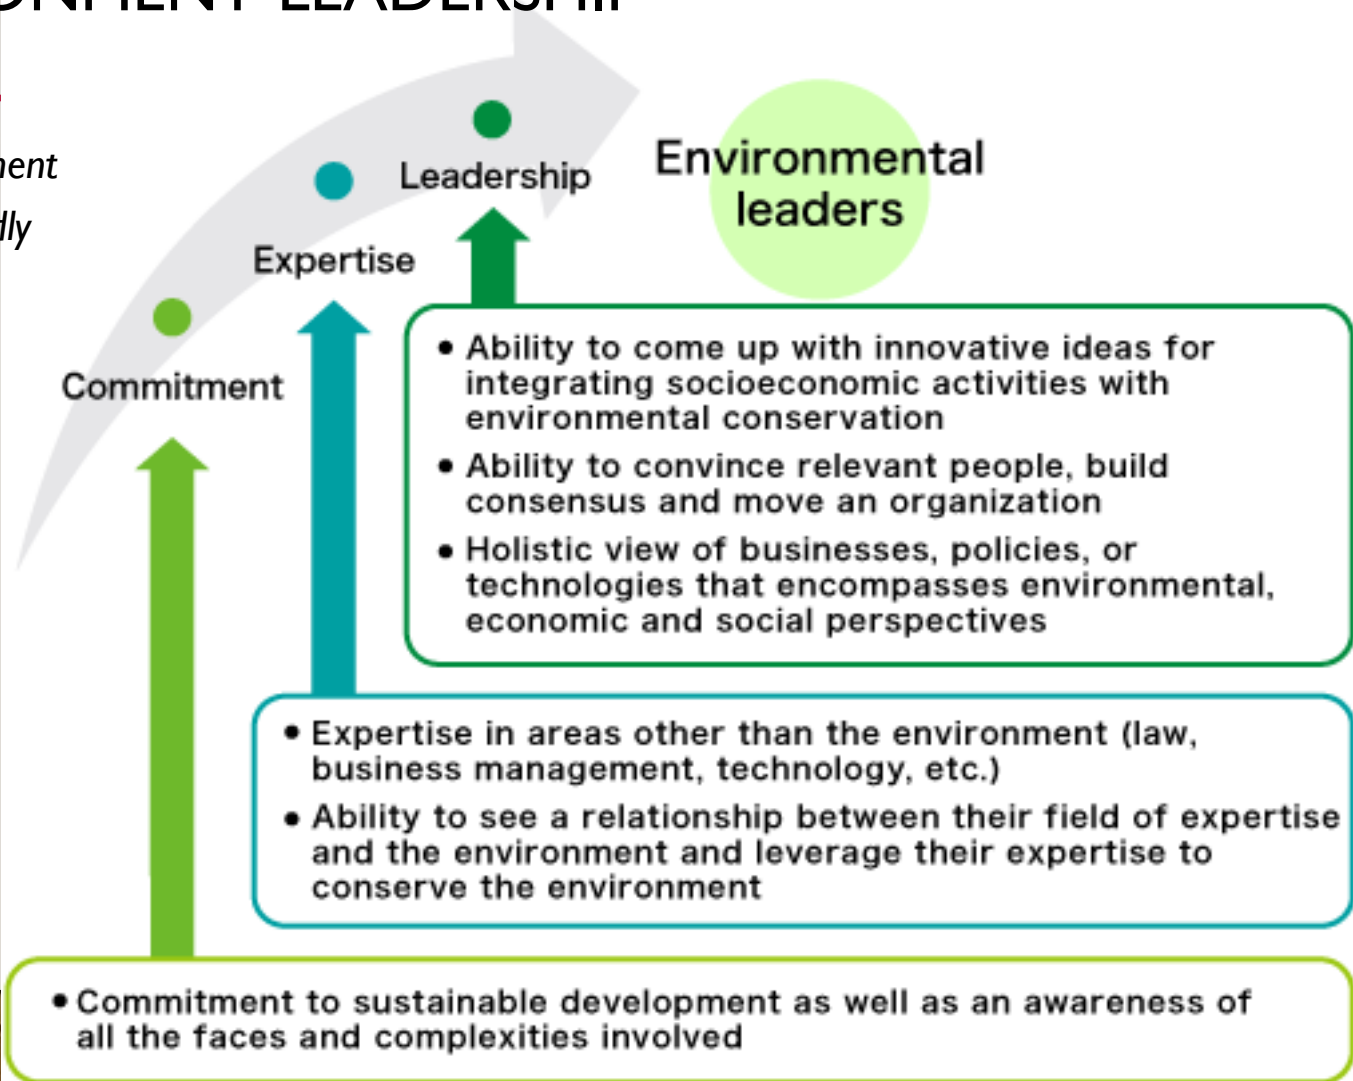 LEADERSHIP
Leadership
Environmental
leaders
Expertise
Commitment
• Ability to come up with innovative ideas for
integrating socioeconomic activities with
environmental conservation
• Ability to convince relevant people, build
consensus and move an organization
• Holistic view of businesses, policies, or
technologies that encompasses environmental,
economic and social perspectives
• Expertise in areas other than the environment (law,
business management, technology, etc.)
• Ability to see a relationship between their field of expertise
and the environment and leverage their expertise to
conserve the environment
• Commitment to sustainable development as well as an awareness of
all the faces and complexities involved